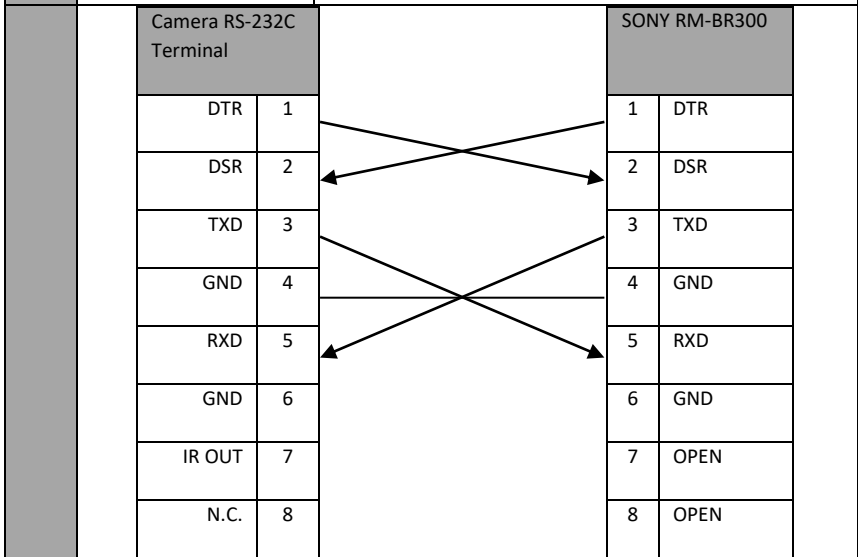 Camera RS-232C
Terminal
SONY RM-BR300
DTR 1 1 DTR
DSR 2 2 DSR
TXD 3 3 TXD
GND 4 4 GND
RXD 5 5 RXD
GND 6 6 GND
IR OUT 7 7 OPEN
N.C. 8 8 OPEN